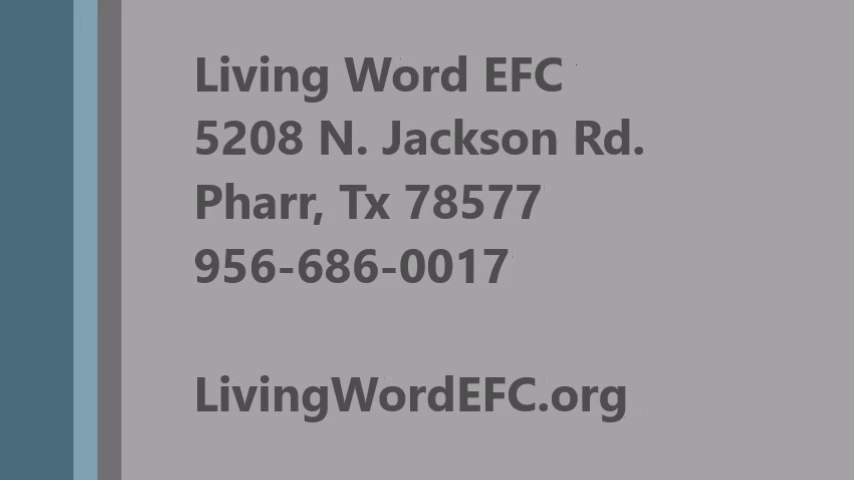 Living Word EFC
5208 N. Jackson Rd.
Pharr, Tx 78577
956-686-0017
LivingWordEFC.org